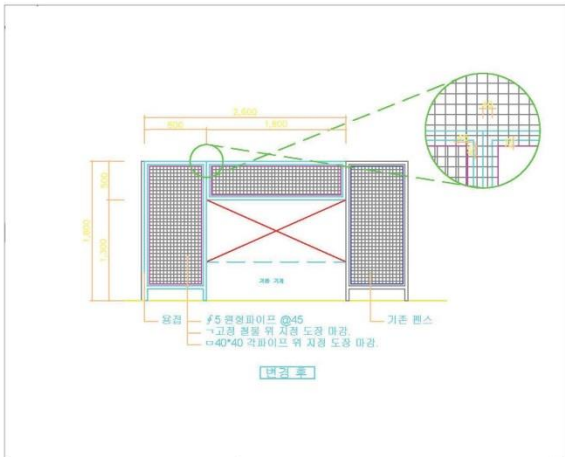 2,600
800
1,800
500
1,800
1,300
용접
∮5 원형파이프 @45
기존 펜스
ㄱ고정 철물 위 지정 도장 마감.
ㅁ40*40 각파이프 위 지정 도장 마감.
변경 후